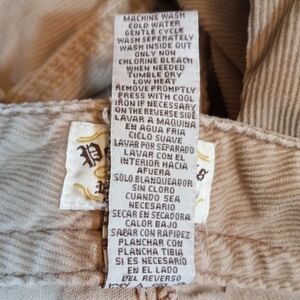 MACHINE WASH
COLD WATER
GENTLE CYCLE
WASH SEPERATELY
WASH INSIDE OUT
ONLY NON
CHLORINE BLEACH
WHEN NEEDED
TUMBLE DRY
LOW HEAT
REMOVE PROMPTLY
PRESS WITH COOL
IRON IF NECESSARY
ON THE REVERSE SIDE
LAVAR A MAQUINA
EN AGUA FRIA
CICLO SUAVE
LAVAR POR SEPARADO
LAVAR CON EL
INTERIOR HACIA
AFUERA
SOLO BLANQUEADOR
SIN CLORO
CUANDO SEA
NECESARIO
SECAR EN SECADORA
CALOR BAJO
SACAR CON RAPIDEZ
PLANCHAR CON
PLANCHA TIBIA
SI ES NECESARIO
EN EL LADO
DEL REVERSO